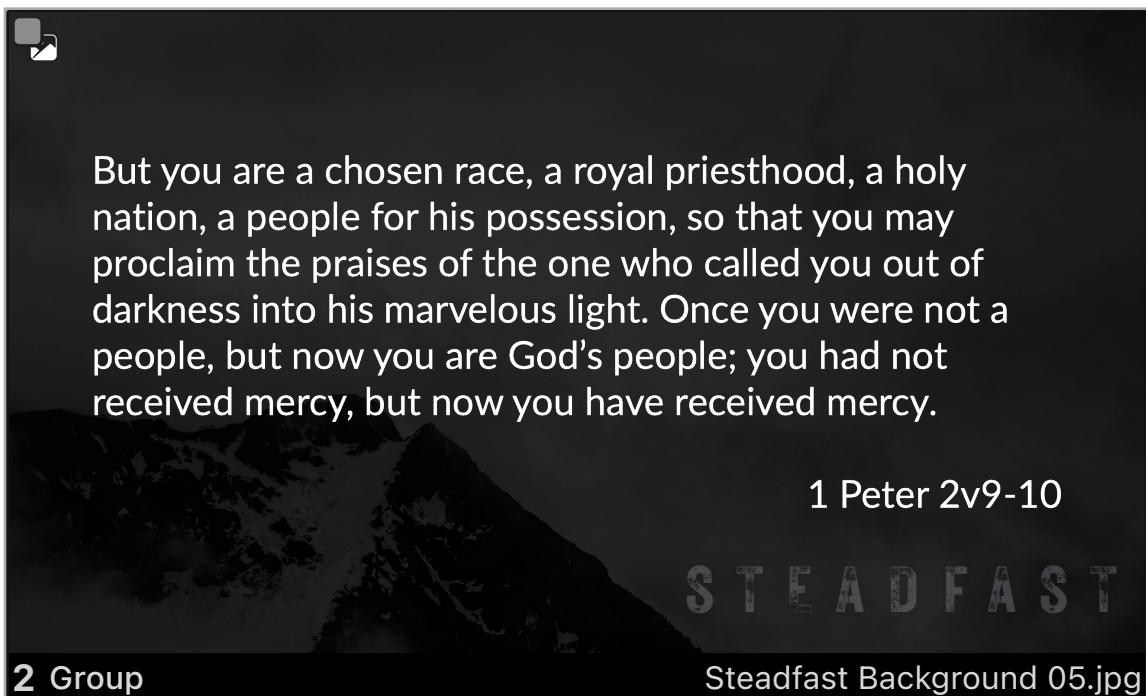 But you are a chosen race, a royal priesthood, a holy
nation, a people for his possession, so that you may
proclaim the praises of the one who called you out of
darkness into his marvelous light. Once you were not a
people, but now you are God’s people; you had not
received mercy, but now you have received mercy.
1 Peter 2v9-10
STEADFAST
2 Group
Steadfast Background 05.jpg